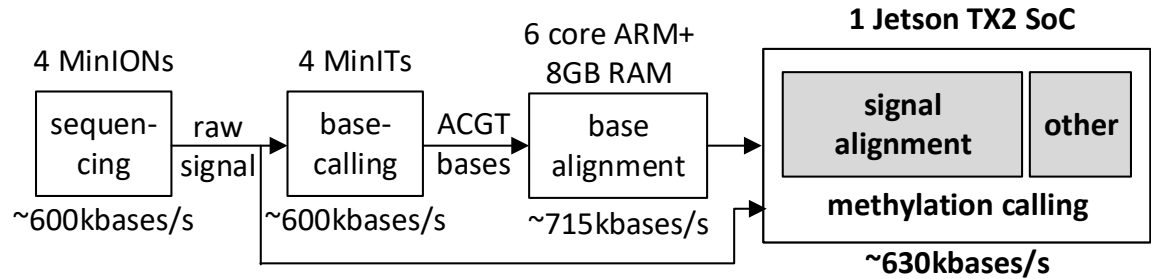 4 MinIONs
sequen-
cing
~600kbases/s
raw
signal
4 MinITs
base-
calling
~600kbases/s
ACGT
bases
6 core ARM+
8GB RAM
base
alignment
~715kbases/s
1 Jetson TX2 SoC
signal
alignment
other
methylation calling
~630kbases/s